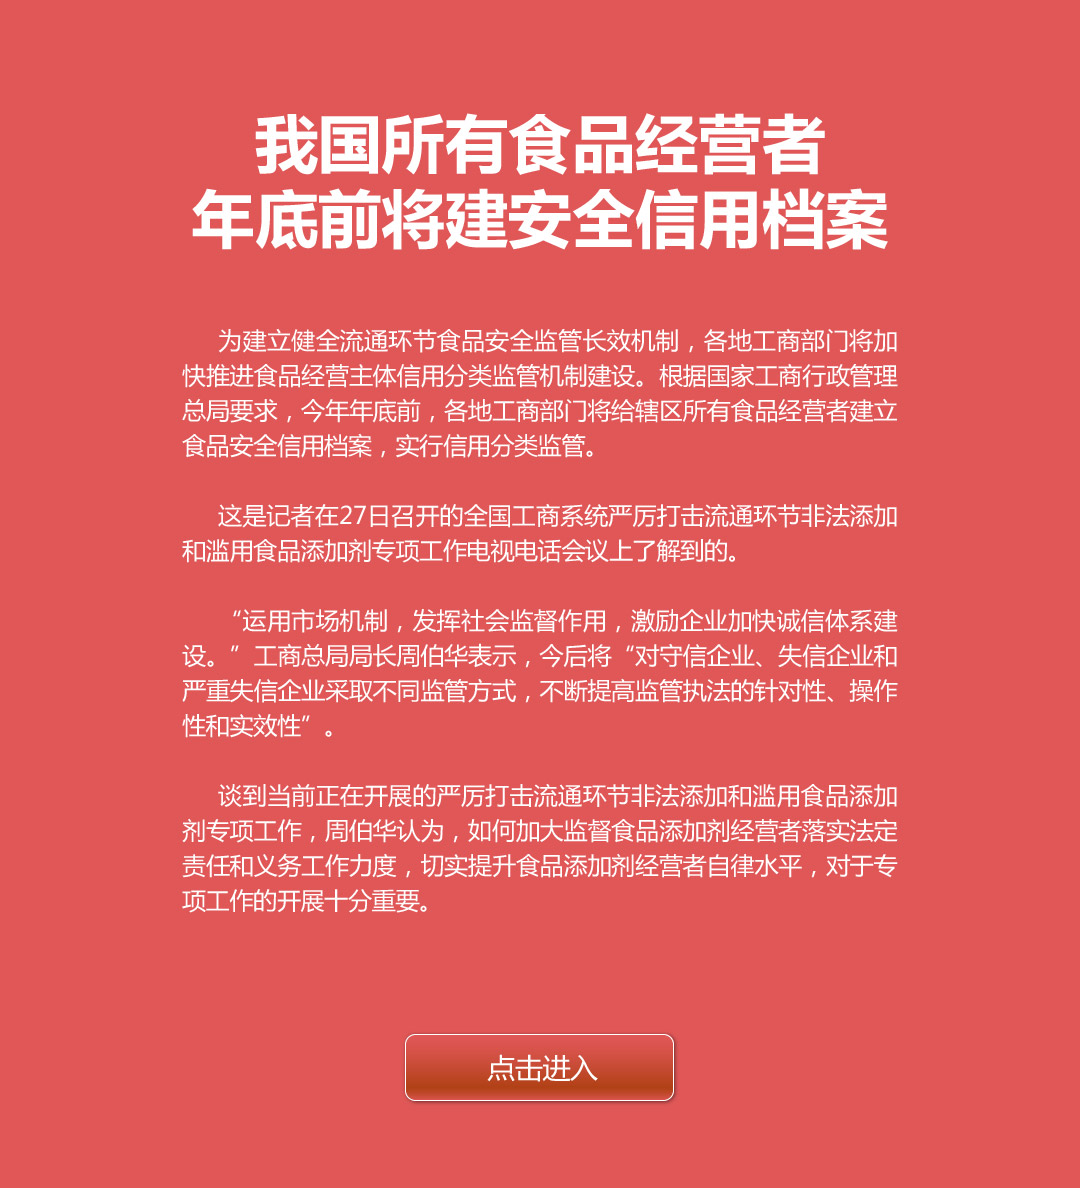 我国所有食品经营者
年底前将建安全信用档案
为建立健全流通环节食品安全监管长效机制，各地工商部门将加
快推进食品经营主体信用分类监管机制建设。根据国家工商行政管理
总局要求，今年年底前，各地工商部门将给辖区所有食品经营者建立
食品安全信用档案，实行信用分类监管。
这是记者在27日召开的全国工商系统严厉打击流通环节非法添加
和滥用食品添加剂专项工作电视电话会议上了解到的。
“运用市场机制，发挥社会监督作用，激励企业加快诚信体系建
设。”工商总局局长周伯华表示，今后将“对守信企业、失信企业和
严重失信企业采取不同监管方式，不断提高监管执法的针对性、操作
性和实效性”。
谈到当前正在开展的严厉打击流通环节非法添加和滥用食品添加
剂专项工作，周伯华认为，如何加大监督食品添加剂经营者落实法定
责任和义务工作力度，切实提升食品添加剂经营者自律水平，对于专
项工作的开展十分重要。
点击进入